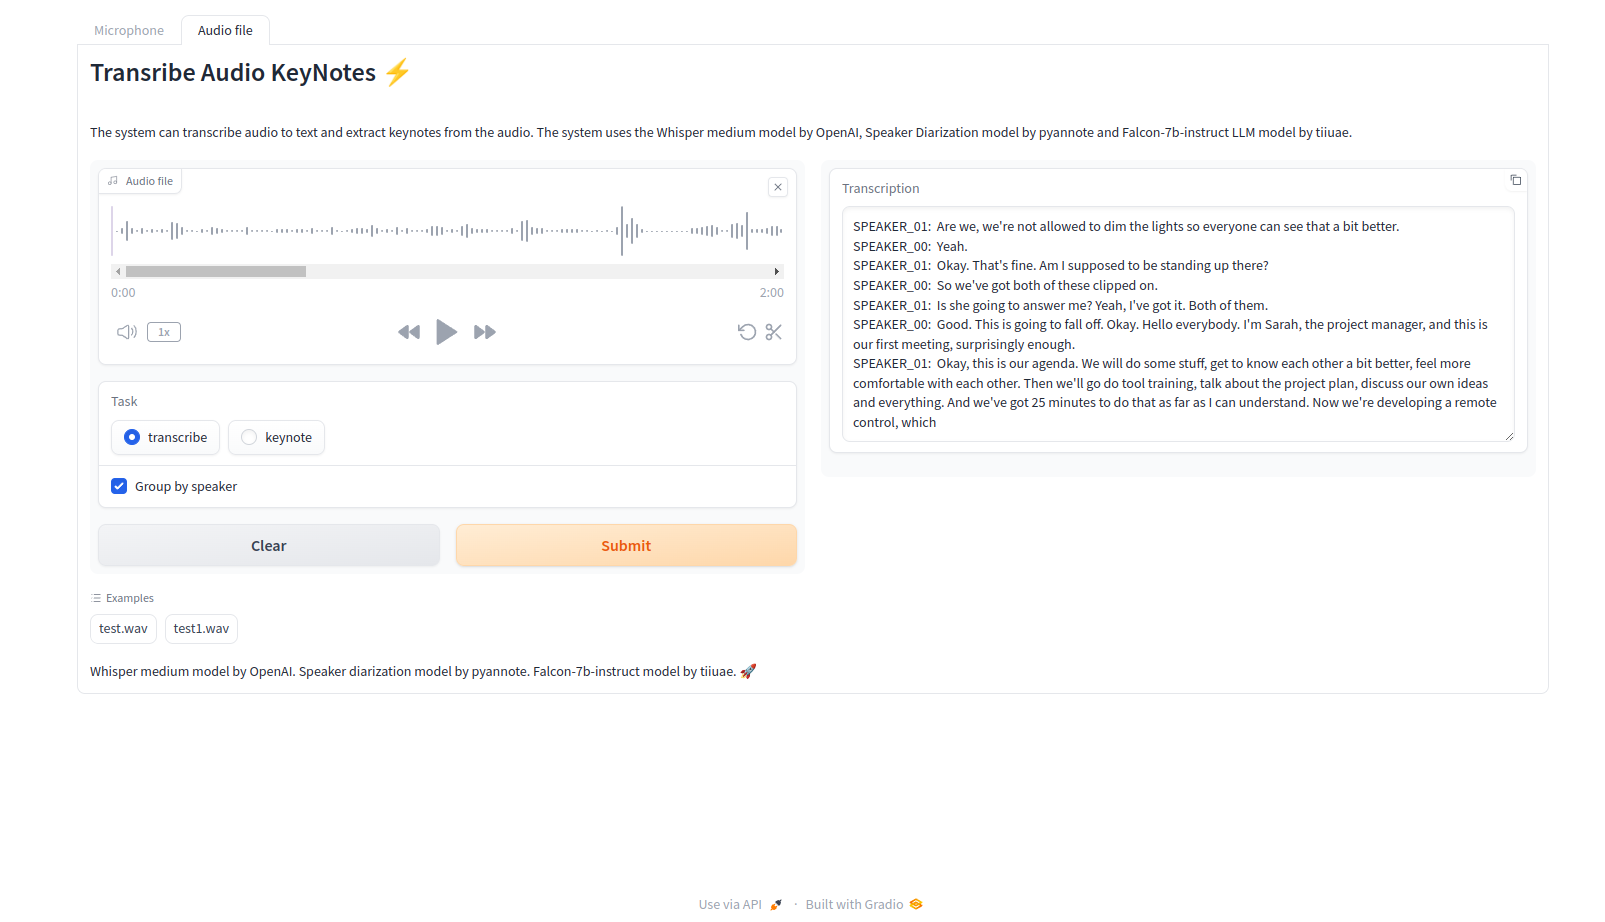 Microphone
Audio file
Transribe Audio KeyNotes ⚡
The system can transcribe audio to text and extract keynotes from the audio. The system uses the Whisper medium model by OpenAI, Speaker Diarization model by pyannote and Falcon-7b-instruct LLM model by tiiuae.
Audio file
0:00
2:00
1x
Task
transcribe
keynote
Group by speaker
Clear
Submit
Transcription
SPEAKER_01: Are we, we're not allowed to dim the lights so everyone can see that a bit better.
SPEAKER_00: Yeah.
SPEAKER_01: Okay. That's fine. Am I supposed to be standing up there?
SPEAKER_00: So we've got both of these clipped on.
SPEAKER_01: Is she going to answer me? Yeah, I've got it. Both of them.
SPEAKER_00: Good. This is going to fall off. Okay. Hello everybody. I'm Sarah, the project manager, and this is
our first meeting, surprisingly enough.
SPEAKER_01: Okay, this is our agenda. We will do some stuff, get to know each other a bit better, feel more
comfortable with each other. Then we'll go do tool training, talk about the project plan, discuss our own ideas
and everything. And we've got 25 minutes to do that as far as I can understand. Now we're developing a remote
control, which
Examples
test.wav
test1.wav
Whisper medium model by OpenAI. Speaker diarization model by pyannote. Falcon-7b-instruct model by tiiuae. 🚀
Use via API 🚀 · Built with Gradio